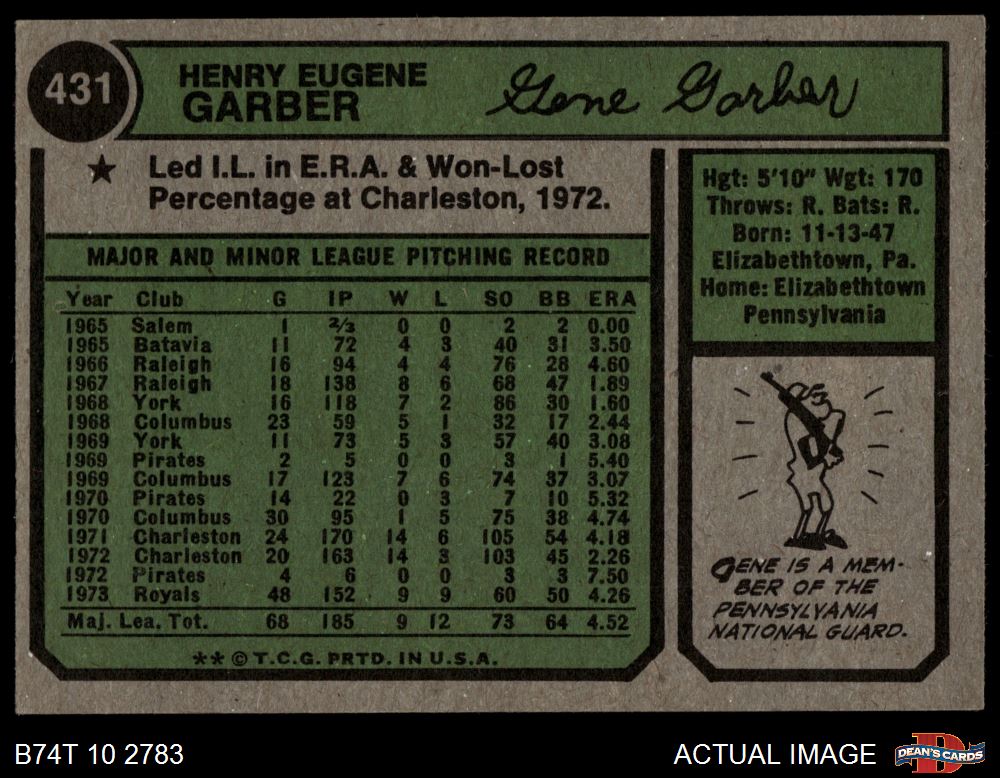 431
HENRY EUGENE
GARBER
Gene Garber
★ Led I.L. in E.R.A. & Won-Lost
Percentage at Charleston, 1972.
MAJOR AND MINOR LEAGUE PITCHING RECORD
Year Club G IP W L SO BB ERA
1965 Salem 1 2/3 0 0 2 2 0.00
1965 Batavia 11 72 4 3 40 31 3.50
1966 Raleigh 16 94 4 4 76 28 4.60
1967 Raleigh 18 138 8 6 68 47 1.89
1968 York 16 118 7 2 86 30 1.60
1968 Columbus 23 59 5 1 32 17 2.44
1969 York 11 73 5 3 57 40 3.08
1969 Pirates 2 5 0 0 3 1 5.40
1969 Columbus 17 123 7 6 74 37 3.07
1970 Pirates 14 22 0 3 7 10 5.32
1970 Columbus 30 95 1 5 75 38 4.74
1971 Charleston 24 170 14 6 105 54 4.18
1972 Charleston 20 163 14 3 103 45 2.26
1972 Pirates 4 6 0 0 3 3 7.50
1973 Royals 48 152 9 9 60 50 4.26
Maj. Lea. Tot. 68 185 9 12 73 64 4.52
** © T.C.G. PRTD. IN U.S.A.
Hgt: 5'10" Wgt: 170
Throws: R. Bats: R.
Born: 11-13-47
Elizabethtown, Pa.
Home: Elizabethtown
Pennsylvania
GENE IS A MEM-
BER OF THE
PENNSYLVANIA
NATIONAL GUARD.
B74T 10 2783
ACTUAL IMAGE
DEAN'S CARDS